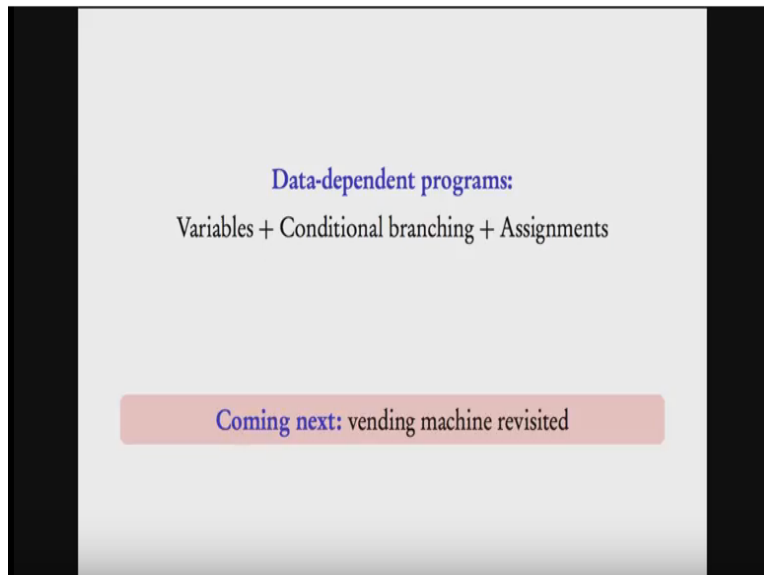 Data-dependent programs:
Variables + Conditional branching + Assignments
Coming next: vending machine revisited